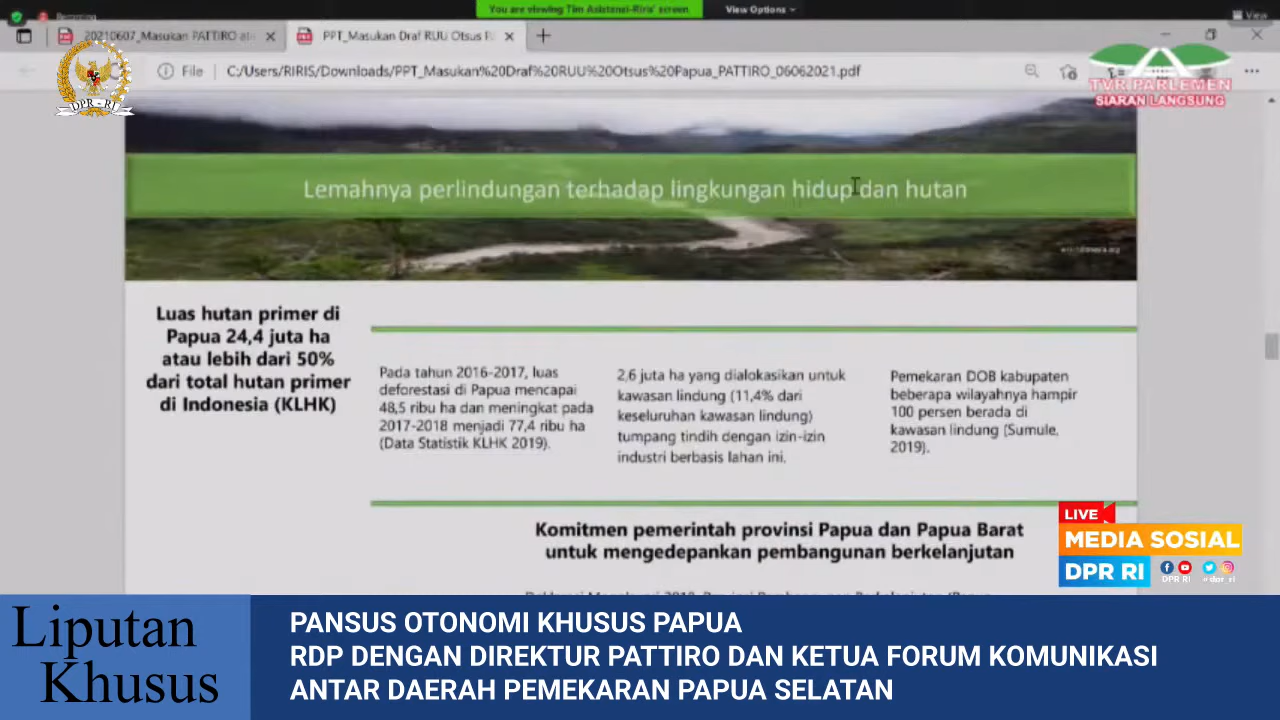 You are viewing Tim Asistensi-Riris' screen
View Options
Recording
View
20210607_Masukan PATTIRO
PPT_Masukan Draf RUU Otsus
File
C:/Users/RIRIS/Downloads/PPT_Masukan%20Draf%20RUU%20Otsus%20Papua_PATTIRO_06062021.pdf
DPR - RI
TVR PARLEMEN
SIARAN LANGSUNG
Lemahnya perlindungan terhadap lingkungan hidup dan hutan
Luas hutan primer di
Papua 24,4 juta ha
atau lebih dari 50%
dari total hutan primer
di Indonesia (KLHK)
Pada tahun 2016-2017, luas
deforestasi di Papua mencapai
48,5 ribu ha dan meningkat pada
2017-2018 menjadi 77,4 ribu ha
(Data Statistik KLHK 2019).
2,6 juta ha yang dialokasikan untuk
kawasan lindung (11,4% dari
keseluruhan kawasan lindung)
tumpang tindih dengan izin-izin
industri berbasis lahan ini.
Pemekaran DOB kabupaten
beberapa wilayahnya hampir
100 persen berada di
kawasan lindung (Sumule,
2019).
Komitmen pemerintah provinsi Papua dan Papua Barat
untuk mengedepankan pembangunan berkelanjutan
LIVE
MEDIA SOSIAL
DPR RI
DPR RI
@dpr_ri
Liputan
Khusus
PANSUS OTONOMI KHUSUS PAPUA
RDP DENGAN DIREKTUR PATTIRO DAN KETUA FORUM KOMUNIKASI
ANTAR DAERAH PEMEKARAN PAPUA SELATAN